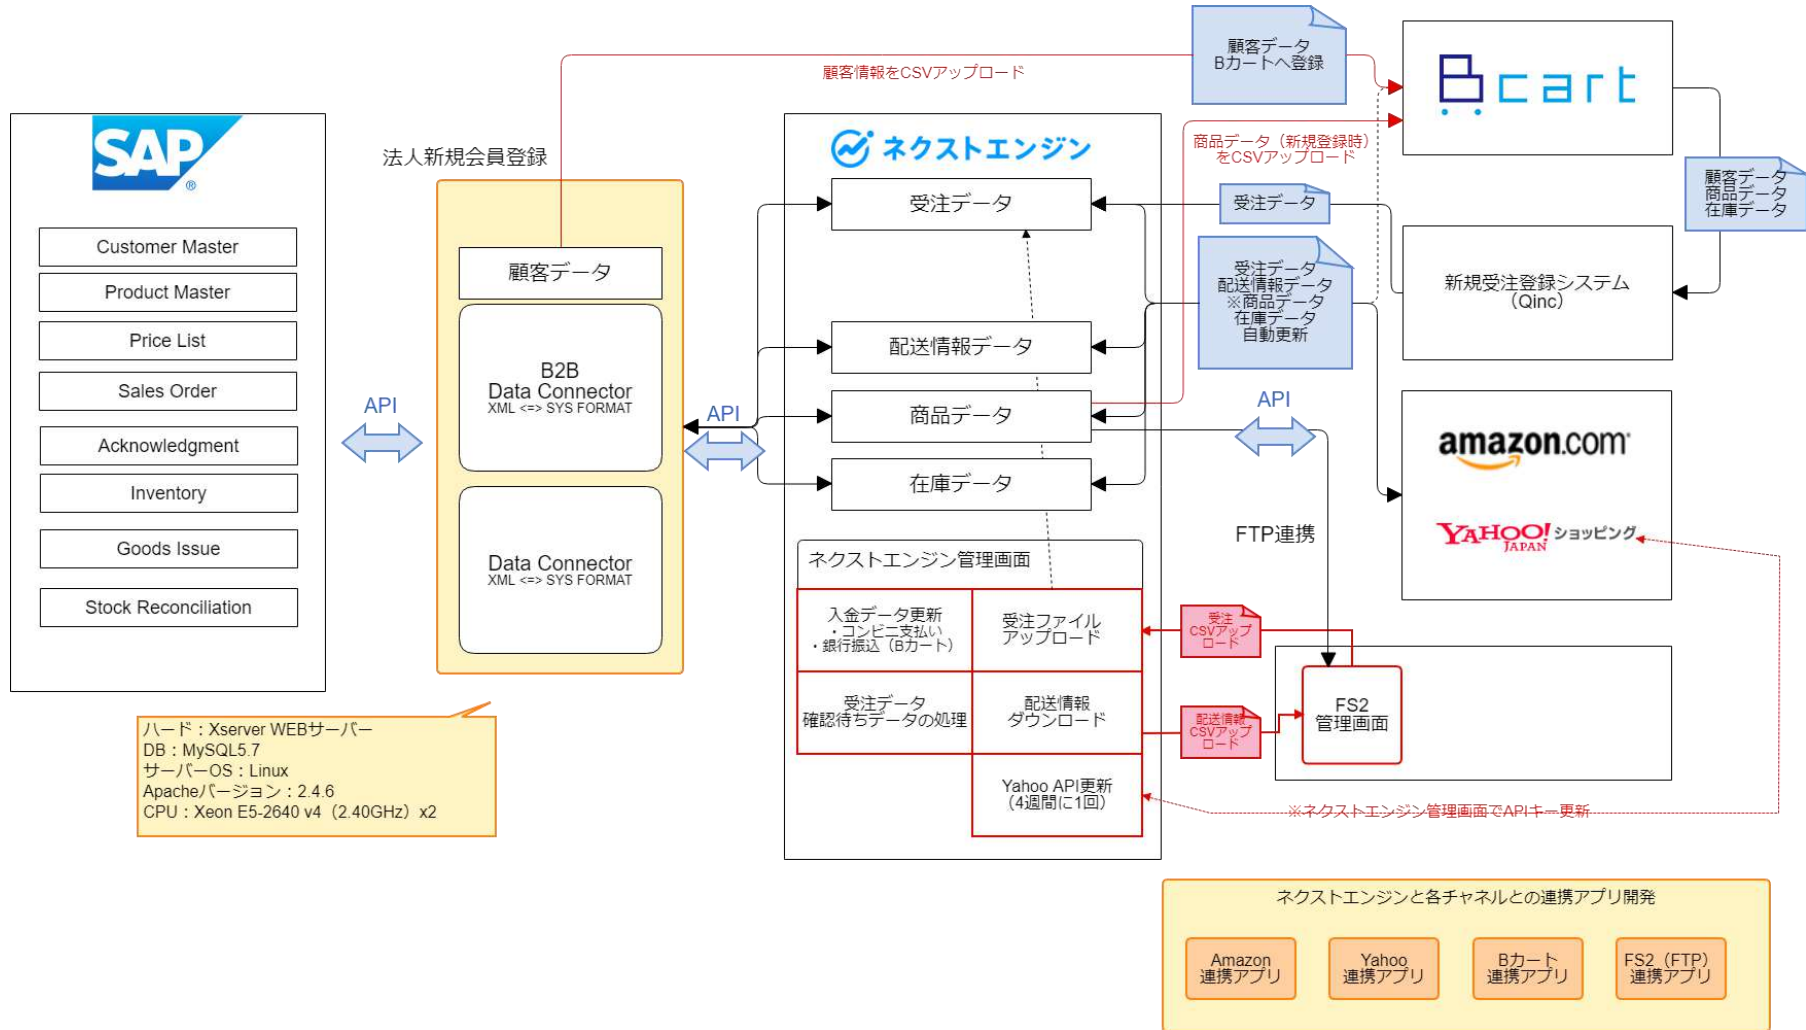 顧客データ
Bカートへ登録
顧客情報をCSVアップロード
Bcart
SAP
®
法人新規会員登録
ネクストエンジン
商品データ（新規登録時）
をCSVアップロード
顧客データ
商品データ
在庫データ
受注データ
受注データ
Customer Master
Product Master
Price List
Sales Order
Acknowledgment
Inventory
Goods Issue
Stock Reconciliation
API
顧客データ
B2B
Data Connector
XML <=> SYS FORMAT
Data Connector
XML <=> SYS FORMAT
API
配送情報データ
商品データ
在庫データ
受注データ
配送情報データ
※商品データ
在庫データ
自動更新
新規受注登録システム
（Qinc）
API
amazon.com
YAHOO!
JAPAN
ショッピング
FTP連携
ネクストエンジン管理画面
入金データ更新
・コンビニ支払い
・銀行振込（Bカート）
受注ファイル
アップロード
受注データ
確認待ちデータの処理
配送情報
ダウンロード
Yahoo API更新
（4週間に1回）
受注
CSVアップ
ロード
配送情報
CSVアップ
ロード
FS2
管理画面
※ネクストエンジン管理画面でAPIキー更新
ハード：Xserver WEBサーバー
DB：MySQL5.7
サーバーOS：Linux
Apacheバージョン：2.4.6
CPU：Xeon E5-2640 v4（2.40GHz）x2
ネクストエンジンと各チャネルとの連携アプリ開発
Amazon
連携アプリ
Yahoo
連携アプリ
Bカート
連携アプリ
FS2（FTP）
連携アプリ